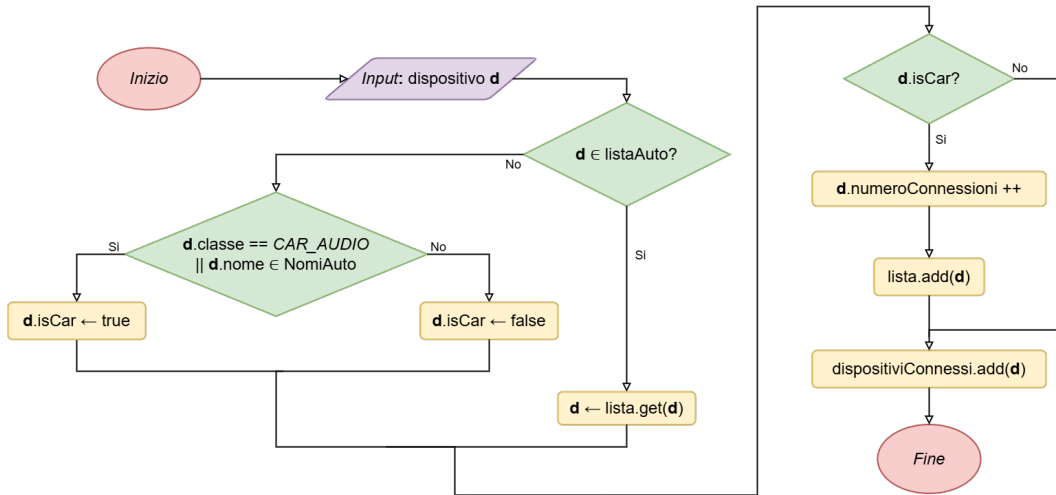 Inizio
Input: dispositivo d
d ∈ listaAuto?
No
Si
d.classe == CAR_AUDIO
|| d.nome ∈ NomiAuto
Si
No
d.isCar ← true
d.isCar ← false
d ← lista.get(d)
d.isCar?
No
Si
d.numeroConnessioni ++
lista.add(d)
dispositiviConnessi.add(d)
Fine